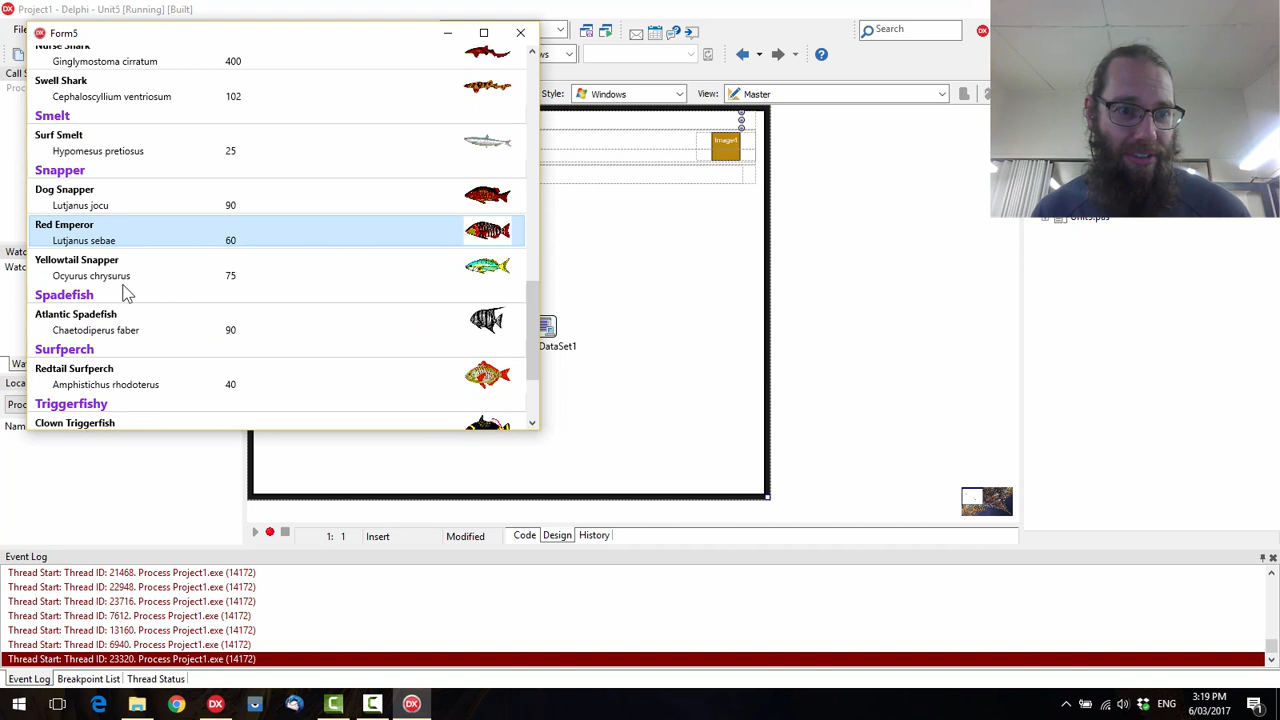 Project1 - Delphi - Unit5 [Running] [Built]
Form5
Search
Style:
Windows
View:
Master
Nurse Shark
Ginglymostoma cirratum 400
Swell Shark
Cephaloscyllium ventriosum 102
Smelt
Surf Smelt
Hypomesus pretiosus 25
Snapper
Dog Snapper
Lutjanus jocu 90
Red Emperor
Lutjanus sebae 60
Yellowtail Snapper
Ocyurus chrysurus 75
Spadefish
Atlantic Spadefish
Chaetodiperus faber 90
Surfperch
Redtail Surfperch
Amphistichus rhodoterus 40
Triggerfishy
Clown Triggerfish
Image4
DataSet1
Unit5.pas
1: 1 Insert Modified Code Design History
Event Log
Thread Start: Thread ID: 21468. Process Project1.exe (14172)
Thread Start: Thread ID: 22948. Process Project1.exe (14172)
Thread Start: Thread ID: 23716. Process Project1.exe (14172)
Thread Start: Thread ID: 7612. Process Project1.exe (14172)
Thread Start: Thread ID: 13160. Process Project1.exe (14172)
Thread Start: Thread ID: 6940. Process Project1.exe (14172)
Thread Start: Thread ID: 23320. Process Project1.exe (14172)
Event Log Breakpoint List Thread Status
ENG
3:19 PM
6/03/2017